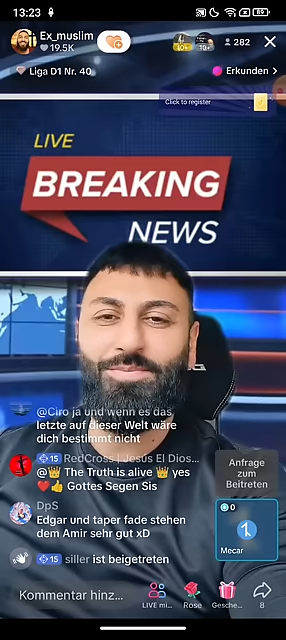 13:23
89
Ex_muslim
19.5K
282
Liga D1 Nr. 40
Erkunden >
Click to register
LIVE
BREAKING
NEWS
@Ciro ja und wenn es das
letzte auf dieser Welt wäre
dich bestimmt nicht
15 RedCross | Jesús El Dios...
@👑 The Truth is alive 👑 yes
❤️👍 Gottes Segen Sis
DpS
Edgar und taper fade stehen
dem Amir sehr gut xD
15 siller ist beigetreten
Anfrage
zum
Beitreten
0
Mecar
Kommentar hinz...
LIVE mi...
Rose
Gesche...
8